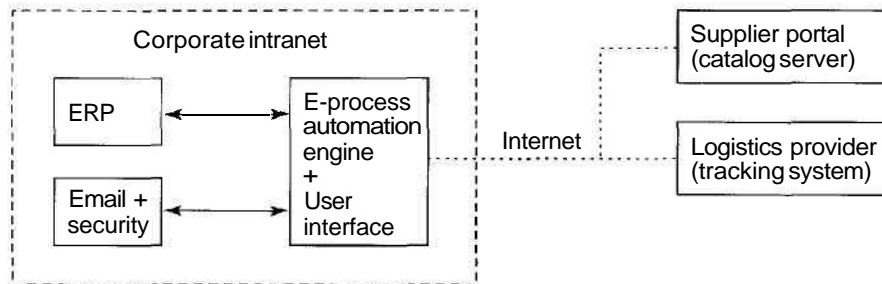 Corporate intranet
ERP
Email +
security
E-process
automation
engine
+
User
interface
Internet
Supplier portal
(catalog server)
Logistics provider
(tracking system)